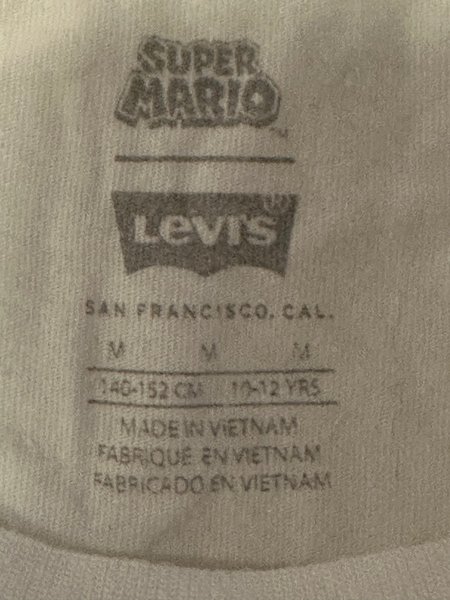 SUPER
MARIO™
Levi's®
SAN FRANCISCO, CAL.
M M M
140-152 CM 10-12 YRS
MADE IN VIETNAM
FABRIQUÉ EN VIETNAM
FABRICADO EN VIETNAM